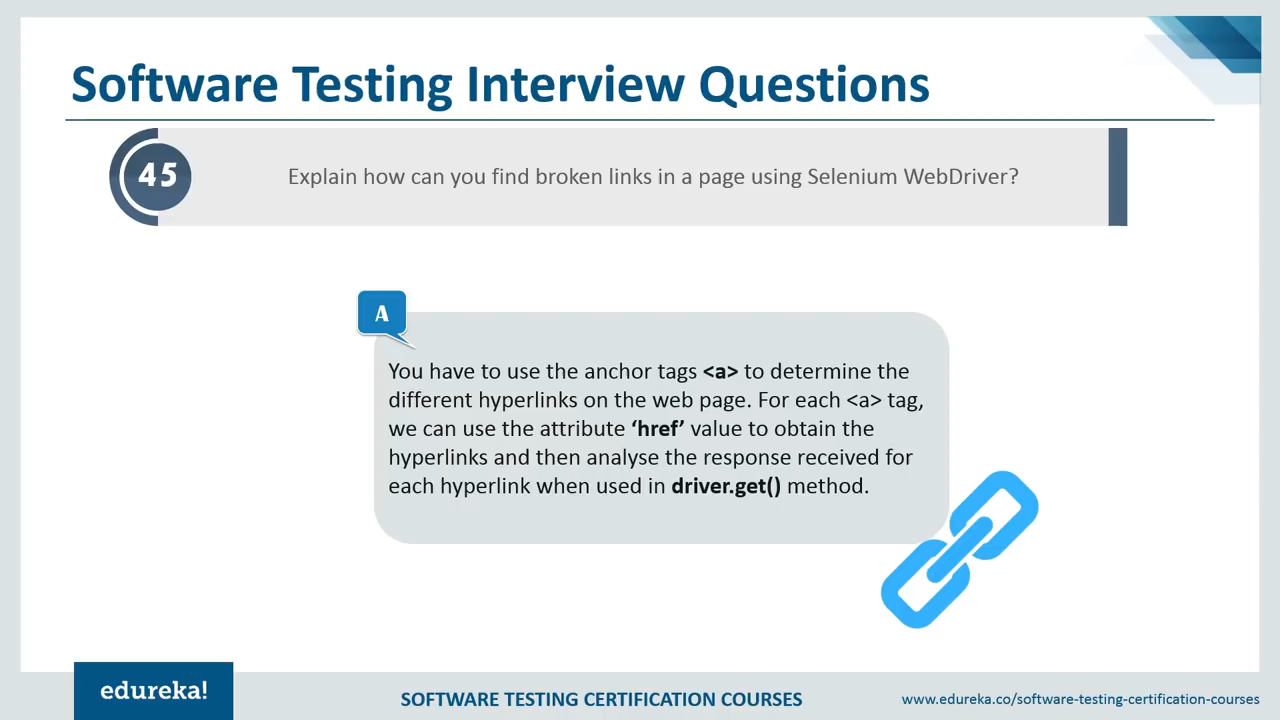 Software Testing Interview Questions
45
Explain how can you find broken links in a page using Selenium WebDriver?
A
You have to use the anchor tags <a> to determine the
different hyperlinks on the web page. For each <a> tag,
we can use the attribute ‘href’ value to obtain the
hyperlinks and then analyse the response received for
each hyperlink when used in driver.get() method.
edureka!
SOFTWARE TESTING CERTIFICATION COURSES
www.edureka.co/software-testing-certification-courses